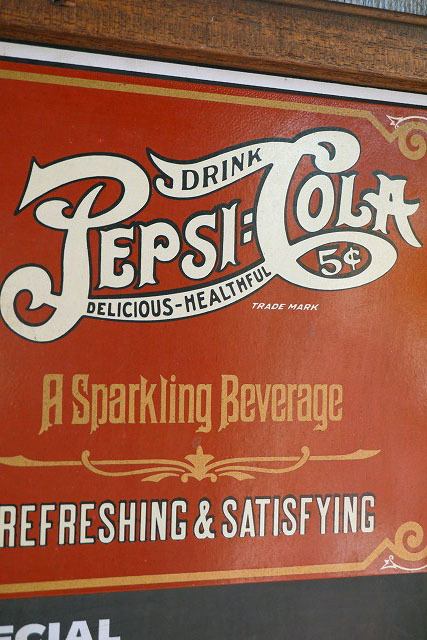 DRINK
PEPSI:COLA
5¢
DELICIOUS-HEALTHFUL
TRADE MARK
A Sparkling Beverage
REFRESHING & SATISFYING
ECIAL